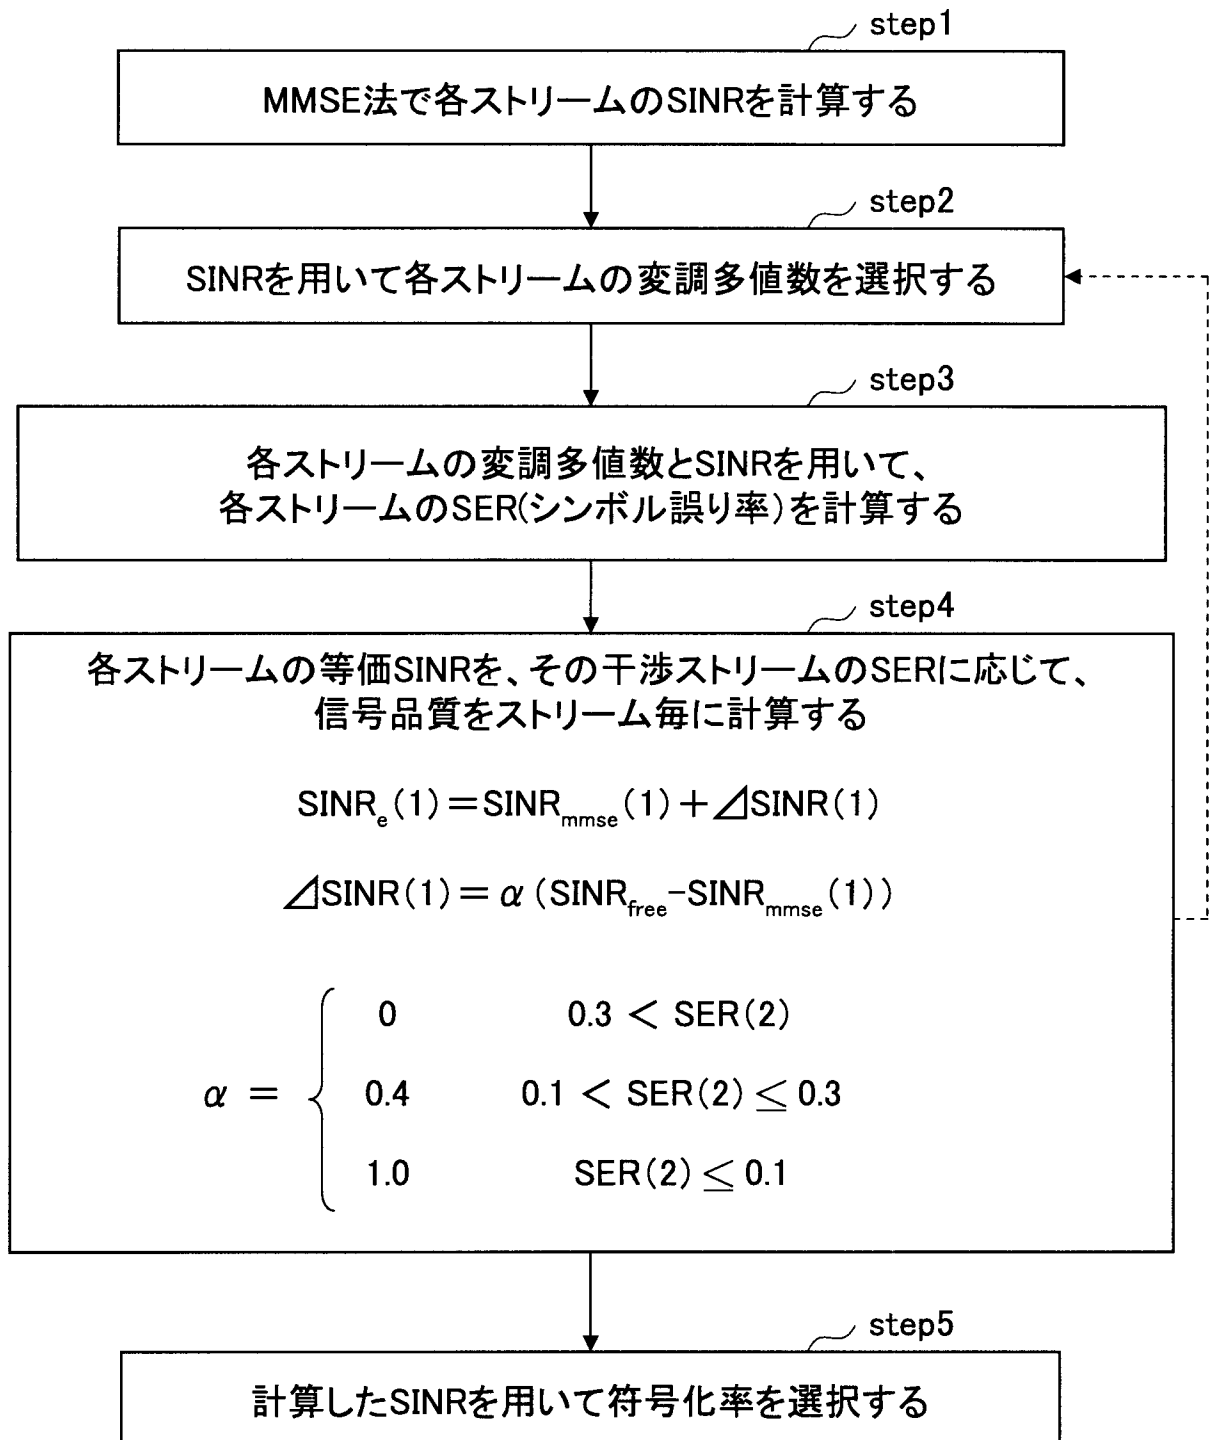 step1
MMSE法で各ストリームのSINRを計算する
step2
SINRを用いて各ストリームの変調多値数を選択する
step3
各ストリームの変調多値数とSINRを用いて、
各ストリームのSER(シンボル誤り率)を計算する
step4
各ストリームの等価SINRを、その干渉ストリームのSERに応じて、
信号品質をストリーム毎に計算する
SINRe(1)=SINRmmse(1)+⊿SINR(1)
⊿SINR(1)=α(SINRfree-SINRmmse(1))
0 0.3 < SER(2)
α = { 0.4 0.1 < SER(2) ≤ 0.3
1.0 SER(2) ≤ 0.1
step5
計算したSINRを用いて符号化率を選択する